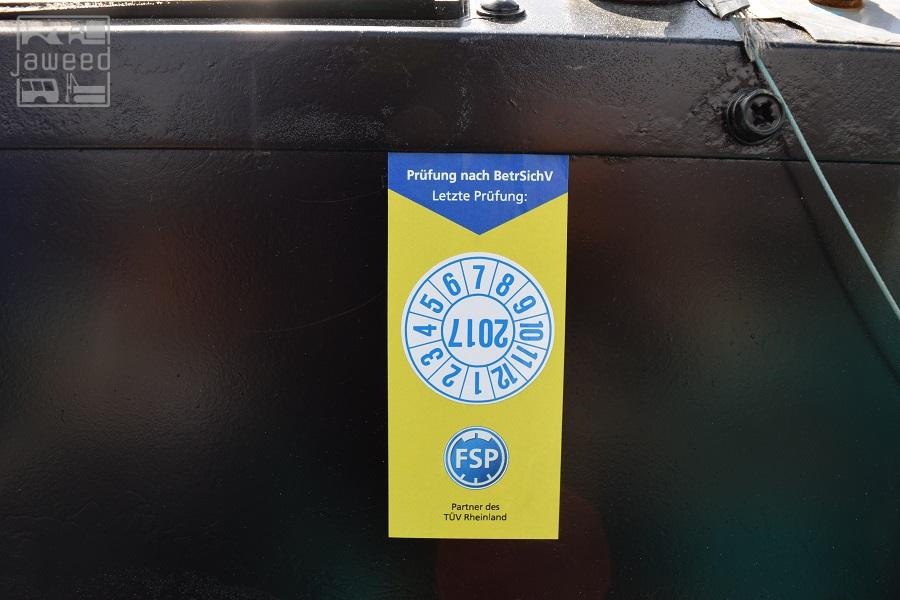 jaweed
Prüfung nach BetrSichV
Letzte Prüfung:
1 2 3 4 5 6 7 8 9 10 11 12
2017
FSP
Partner des
TÜV Rheinland